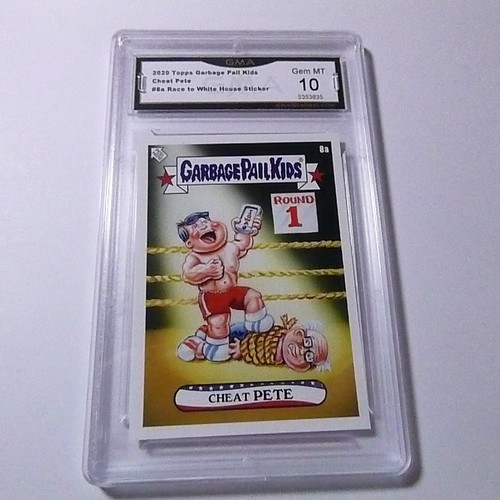 GMA
2020 Topps Garbage Pail Kids
Cheat Pete
#8a Race to White House Sticker
Gem MT
10
8a
GARBAGE PAIL KIDS
ROUND
1
CHEAT PETE